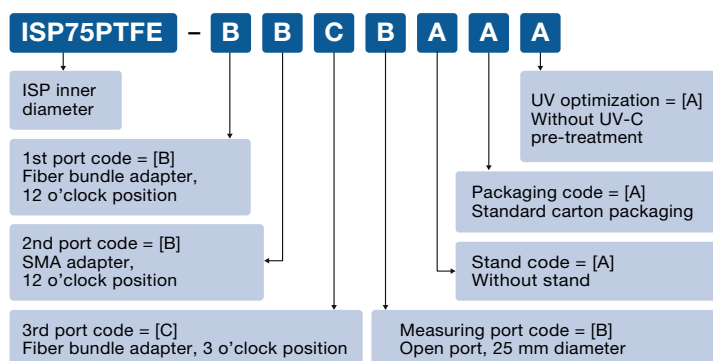 ISP75PTFE – B B C B A A A
ISP inner
diameter
UV optimization = [A]
Without UV-C
pre-treatment
1st port code = [B]
Fiber bundle adapter,
12 o’clock position
Packaging code = [A]
Standard carton packaging
2nd port code = [B]
SMA adapter,
12 o’clock position
Stand code = [A]
Without stand
3rd port code = [C]
Fiber bundle adapter, 3 o’clock position
Measuring port code = [B]
Open port, 25 mm diameter